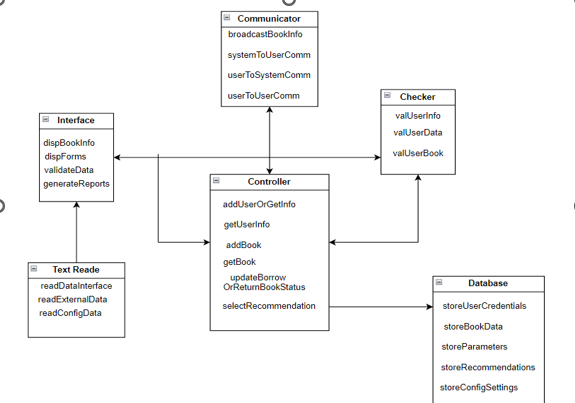 Communicator
broadcastBookInfo
systemToUserComm
userToSystemComm
userToUserComm
Checker
valUserInfo
valUserData
valUserBook
Interface
dispBookInfo
dispForms
validateData
generateReports
Controller
addUserOrGetInfo
getUserInfo
addBook
getBook
updateBorrow
OrReturnBookStatus
selectRecommendation
Text Reade
readDataInterface
readExternalData
readConfigData
Database
storeUserCredentials
storeBookData
storeParameters
storeRecommendations
storeConfigSettings